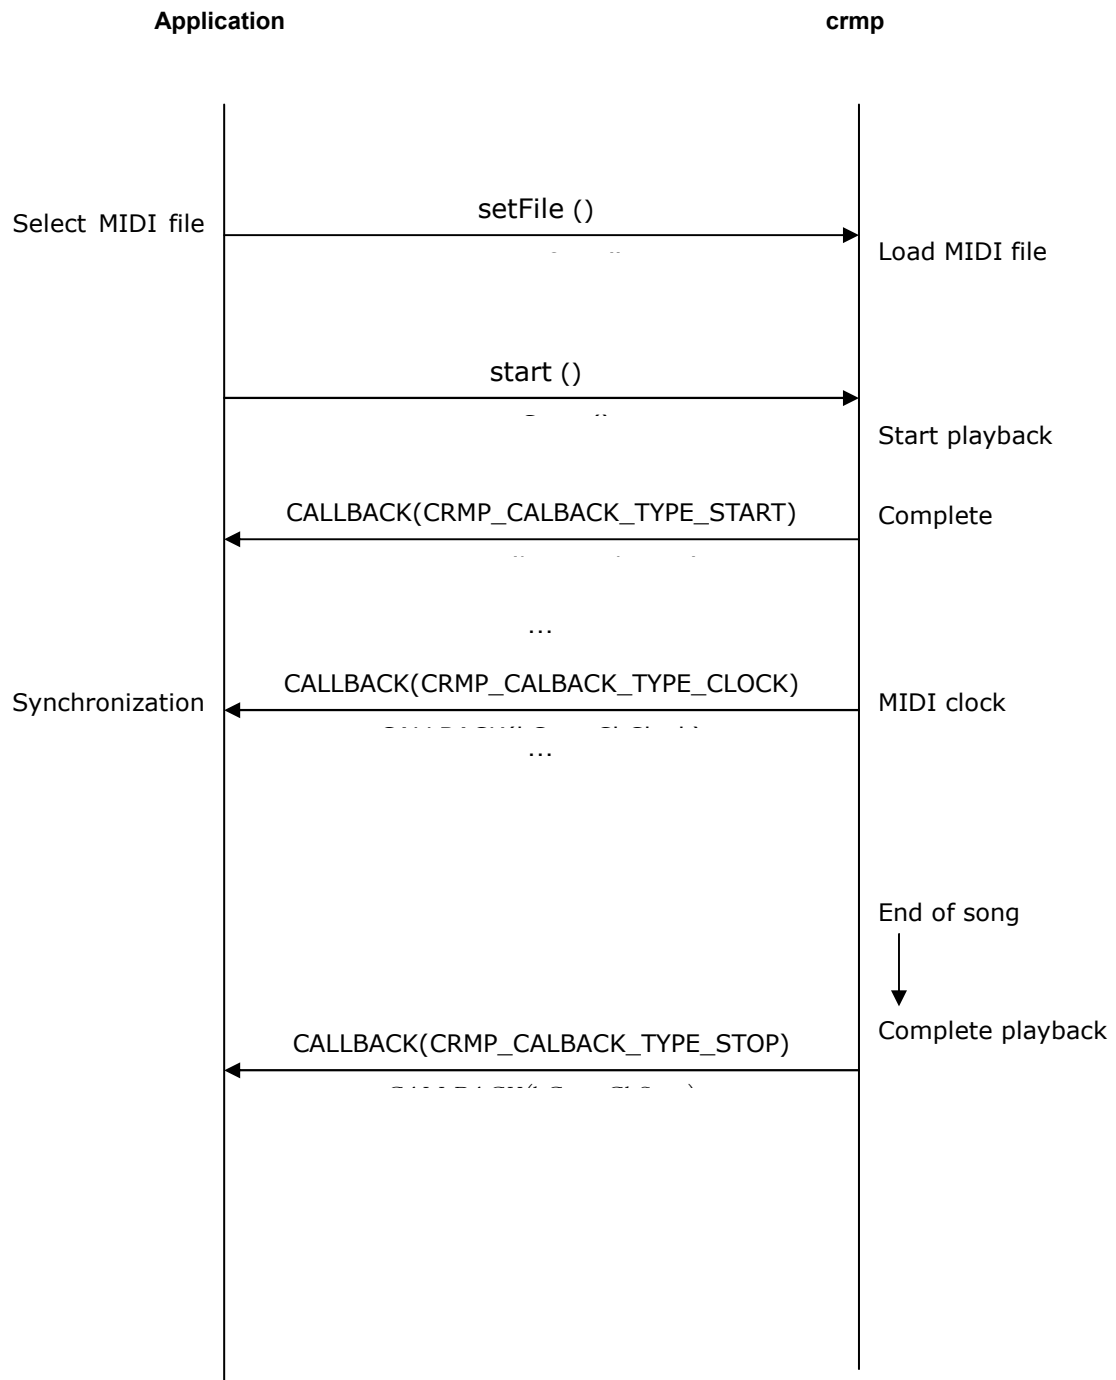 Application
crmp
setFile ()
Select MIDI file
Load MIDI file
start ()
Start playback
CALLBACK(CRMP_CALBACK_TYPE_START)
Complete
...
CALLBACK(CRMP_CALBACK_TYPE_CLOCK)
Synchronization
MIDI clock
...
End of song
Complete playback
CALLBACK(CRMP_CALBACK_TYPE_STOP)